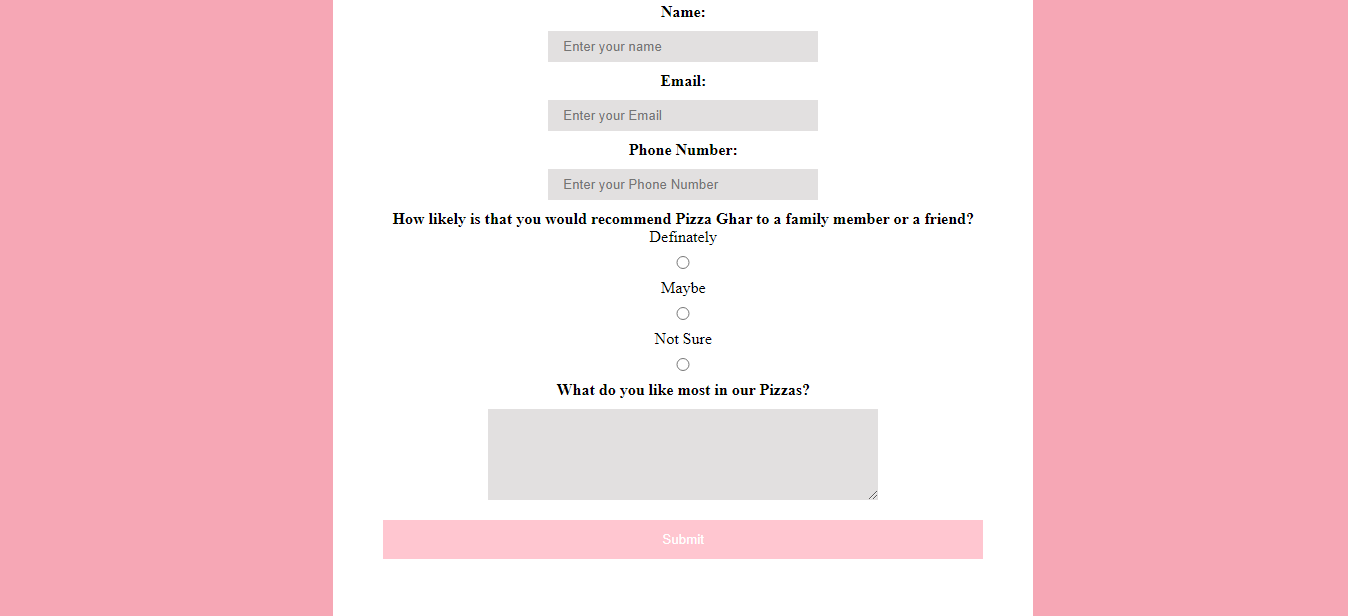 Name:
Enter your name
Email:
Enter your Email
Phone Number:
Enter your Phone Number
How likely is that you would recommend Pizza Ghar to a family member or a friend?
Definately
Maybe
Not Sure
What do you like most in our Pizzas?
Submit